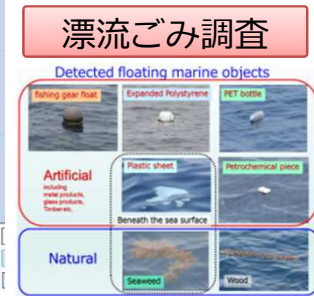 漂流ごみ調査
Detected floating marine objects
fishing gear float
Expanded Polystyrene
PET bottle
Artificial
including
metal products,
glass products,
Timber etc.
Plastic sheet
Petrochemical piece
Beneath the sea surface
Natural
Seaweed
Wood